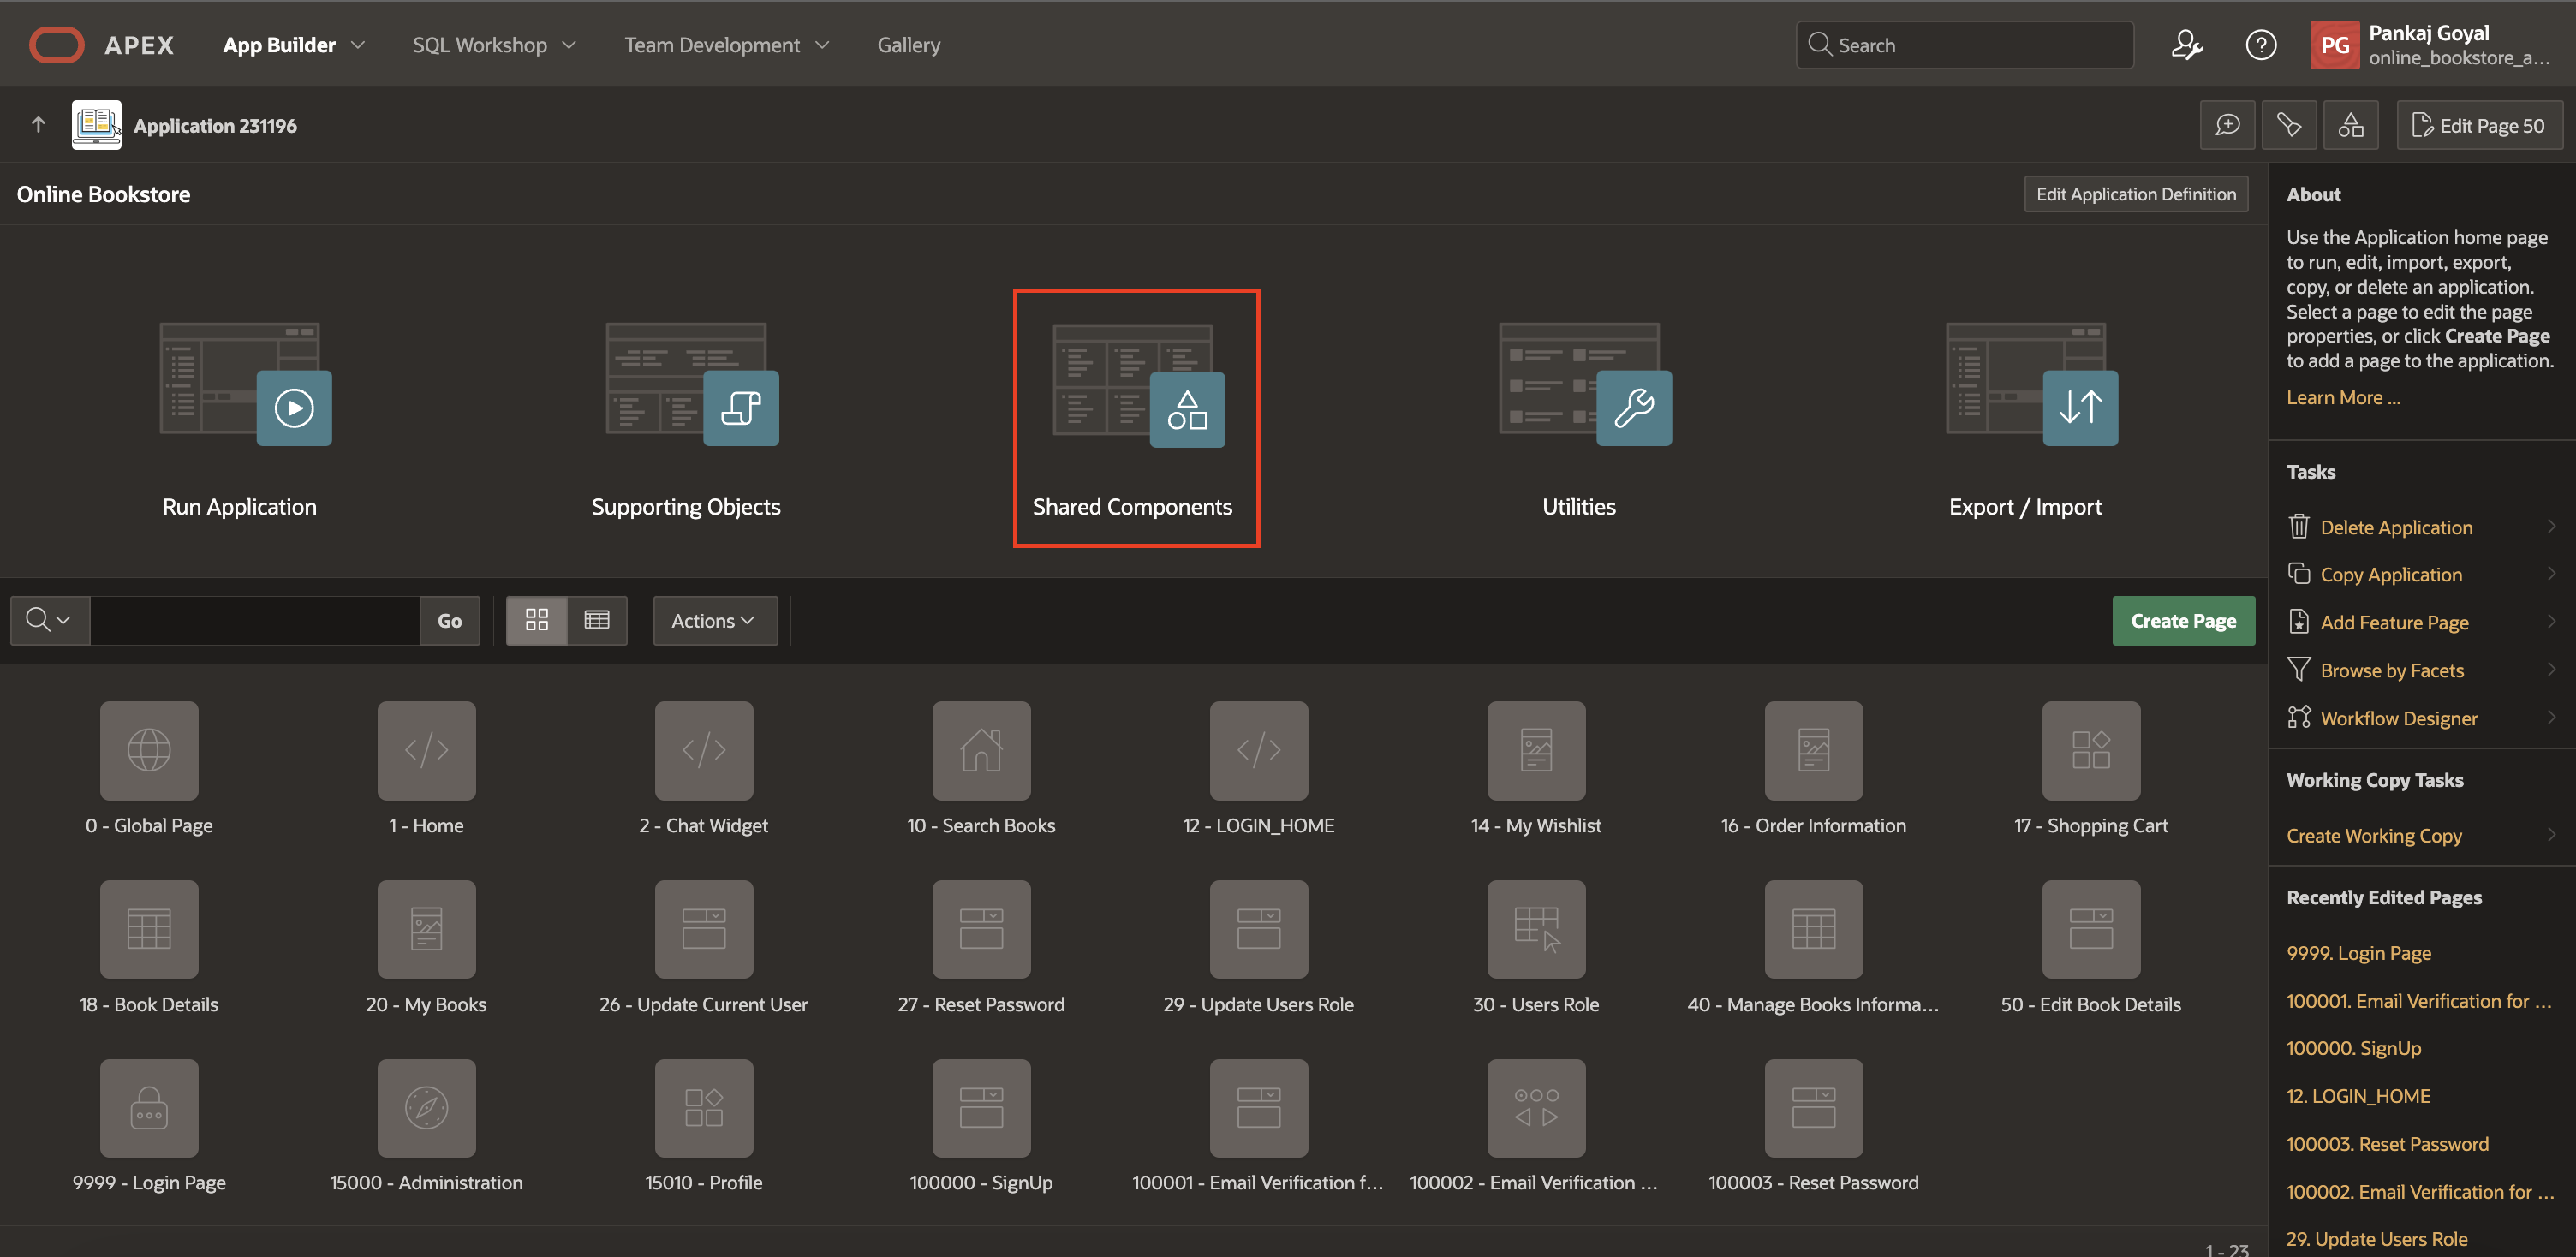 APEX App Builder SQL Workshop Team Development Gallery Search PG Pankaj Goyal
online_bookstore_a...
Application 231196 Edit Page 50
Online Bookstore Edit Application Definition
Run Application Supporting Objects Shared Components Utilities Export / Import
Go Actions Create Page
0 - Global Page 1 - Home 2 - Chat Widget 10 - Search Books 12 - LOGIN_HOME 14 - My Wishlist 16 - Order Information 17 - Shopping Cart
18 - Book Details 20 - My Books 26 - Update Current User 27 - Reset Password 29 - Update Users Role 30 - Users Role 40 - Manage Books Informa... 50 - Edit Book Details
9999 - Login Page 15000 - Administration 15010 - Profile 100000 - SignUp 100001 - Email Verification f... 100002 - Email Verification ... 100003 - Reset Password
1 - 23
About
Use the Application home page
to run, edit, import, export,
copy, or delete an application.
Select a page to edit the page
properties, or click Create Page
to add a page to the application.
Learn More ...
Tasks
Delete Application
Copy Application
Add Feature Page
Browse by Facets
Workflow Designer
Working Copy Tasks
Create Working Copy
Recently Edited Pages
9999. Login Page
100001. Email Verification for ...
100000. SignUp
12. LOGIN_HOME
100003. Reset Password
100002. Email Verification for ...
29. Update Users Role